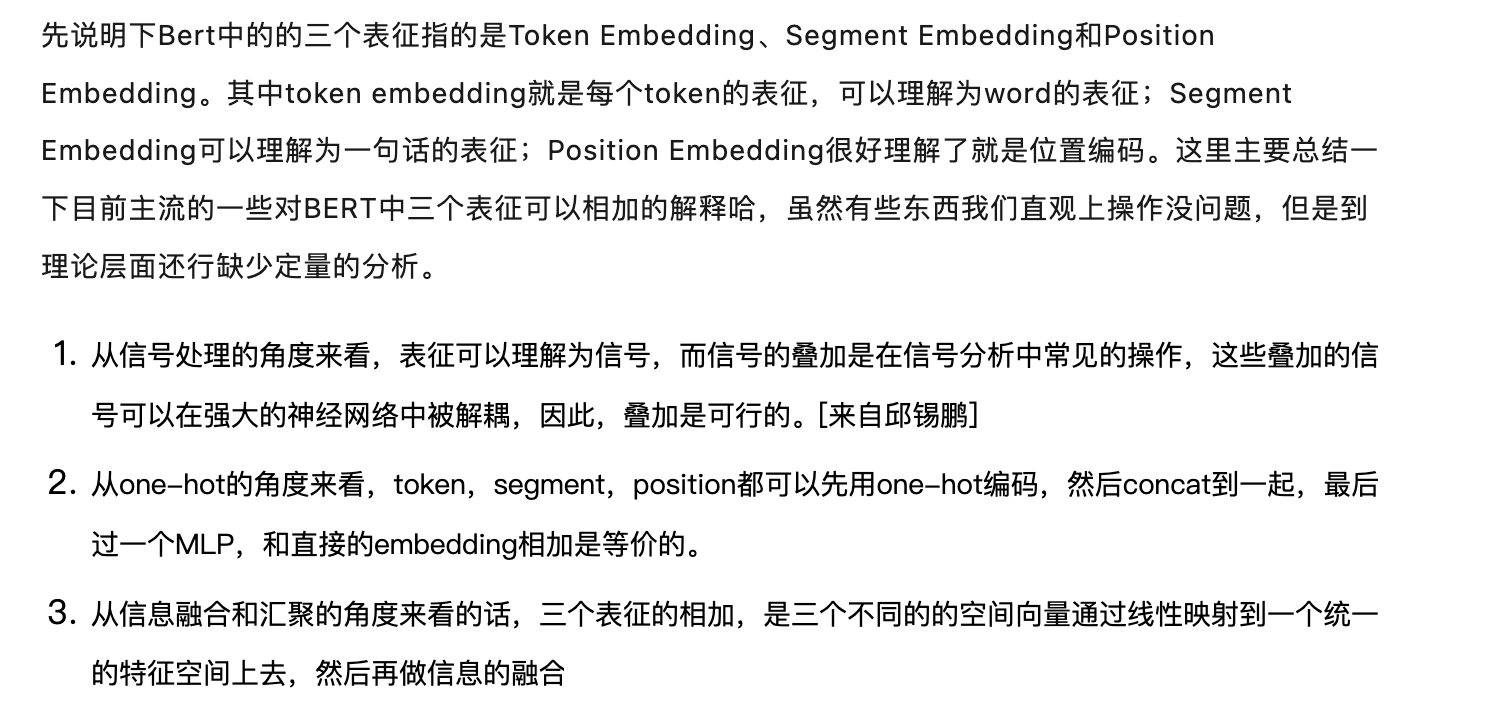 先说明下Bert中的的三个表征指的是Token Embedding、Segment Embedding和Position
Embedding。其中token embedding就是每个token的表征，可以理解为word的表征；Segment
Embedding可以理解为一句话的表征；Position Embedding很好理解了就是位置编码。这里主要总结一
下目前主流的一些对BERT中三个表征可以相加的解释哈，虽然有些东西我们直观上操作没问题，但是到
理论层面还行缺少定量的分析。
1. 从信号处理的角度来看，表征可以理解为信号，而信号的叠加是在信号分析中常见的操作，这些叠加的信
号可以在强大的神经网络中被解耦，因此，叠加是可行的。[来自邱锡鹏]
2. 从one-hot的角度来看，token，segment，position都可以先用one-hot编码，然后concat到一起，最后
过一个MLP，和直接的embedding相加是等价的。
3. 从信息融合和汇聚的角度来看的话，三个表征的相加，是三个不同的的空间向量通过线性映射到一个统一
的特征空间上去，然后再做信息的融合